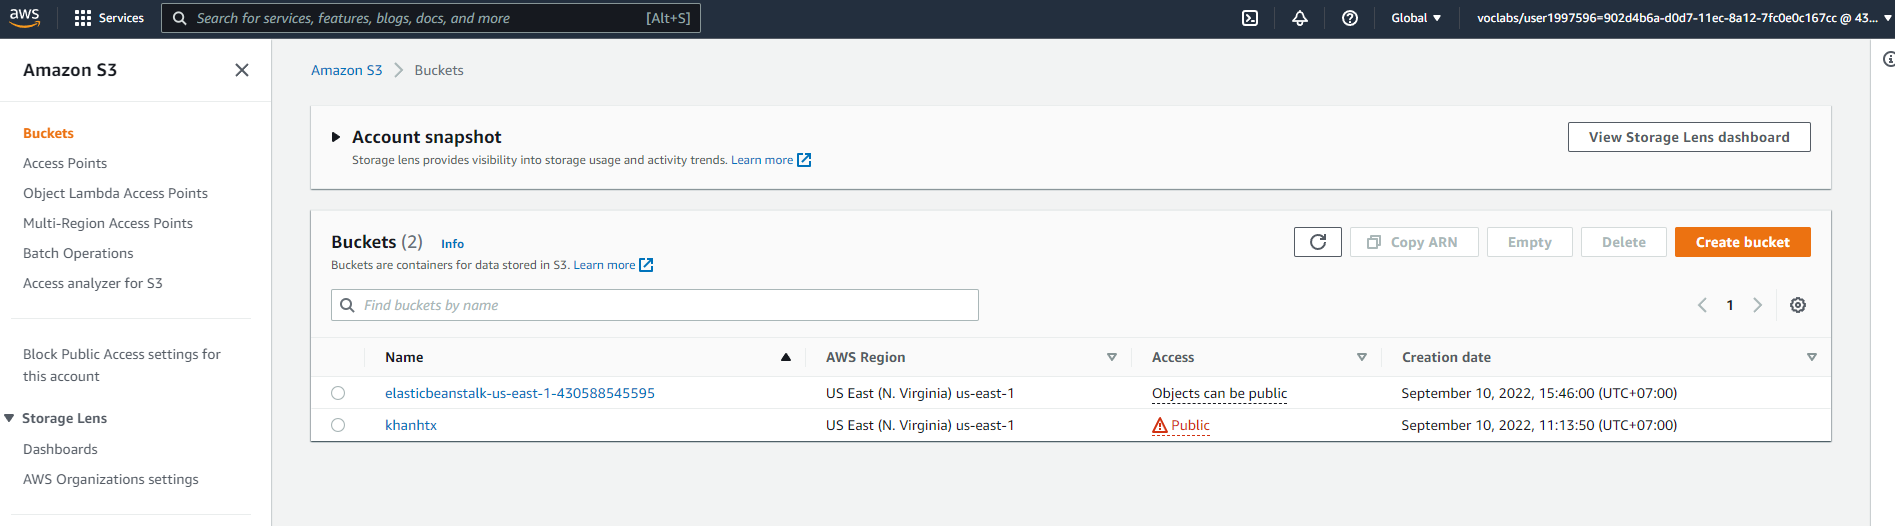 aws
Services
Search for services, features, blogs, docs, and more
[Alt+S]
Global
voclabs/user1997596=902d4b6a-d0d7-11ec-8a12-7fc0e0c167cc @ 43...
Amazon S3
Buckets
Access Points
Object Lambda Access Points
Multi-Region Access Points
Batch Operations
Access analyzer for S3
Block Public Access settings for
this account
Storage Lens
Dashboards
AWS Organizations settings
Amazon S3 > Buckets
Account snapshot
Storage lens provides visibility into storage usage and activity trends. Learn more
View Storage Lens dashboard
Buckets (2) Info
Buckets are containers for data stored in S3. Learn more
Copy ARN
Empty
Delete
Create bucket
Find buckets by name
1
Name AWS Region Access Creation date
elasticbeanstalk-us-east-1-430588545595 US East (N. Virginia) us-east-1 Objects can be public September 10, 2022, 15:46:00 (UTC+07:00)
khanhtx US East (N. Virginia) us-east-1 Public September 10, 2022, 11:13:50 (UTC+07:00)